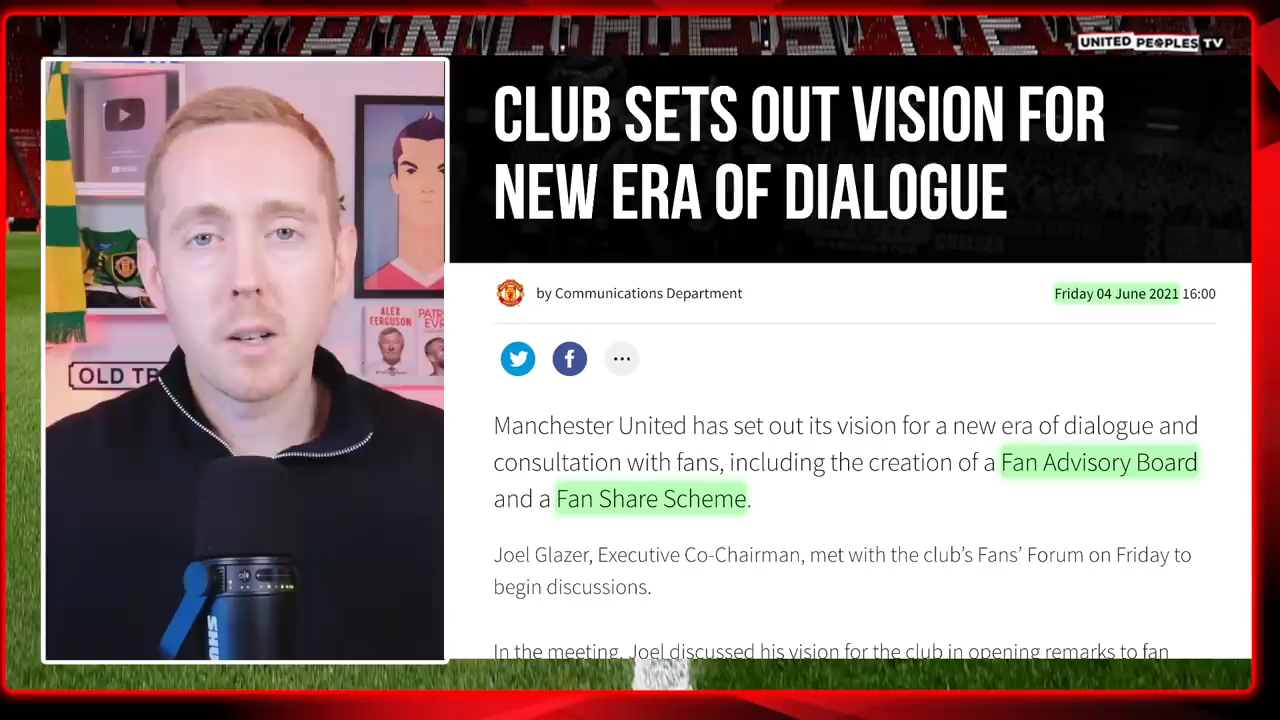 UNITED PEOPLES TV
CLUB SETS OUT VISION FOR
NEW ERA OF DIALOGUE
by Communications Department
Friday 04 June 2021 16:00
Manchester United has set out its vision for a new era of dialogue and
consultation with fans, including the creation of a Fan Advisory Board
and a Fan Share Scheme.
Joel Glazer, Executive Co-Chairman, met with the club's Fans' Forum on Friday to
begin discussions.
In the meeting, Joel discussed his vision for the club in opening remarks to fan
ALEX
FERGUSON
OLD
SHU